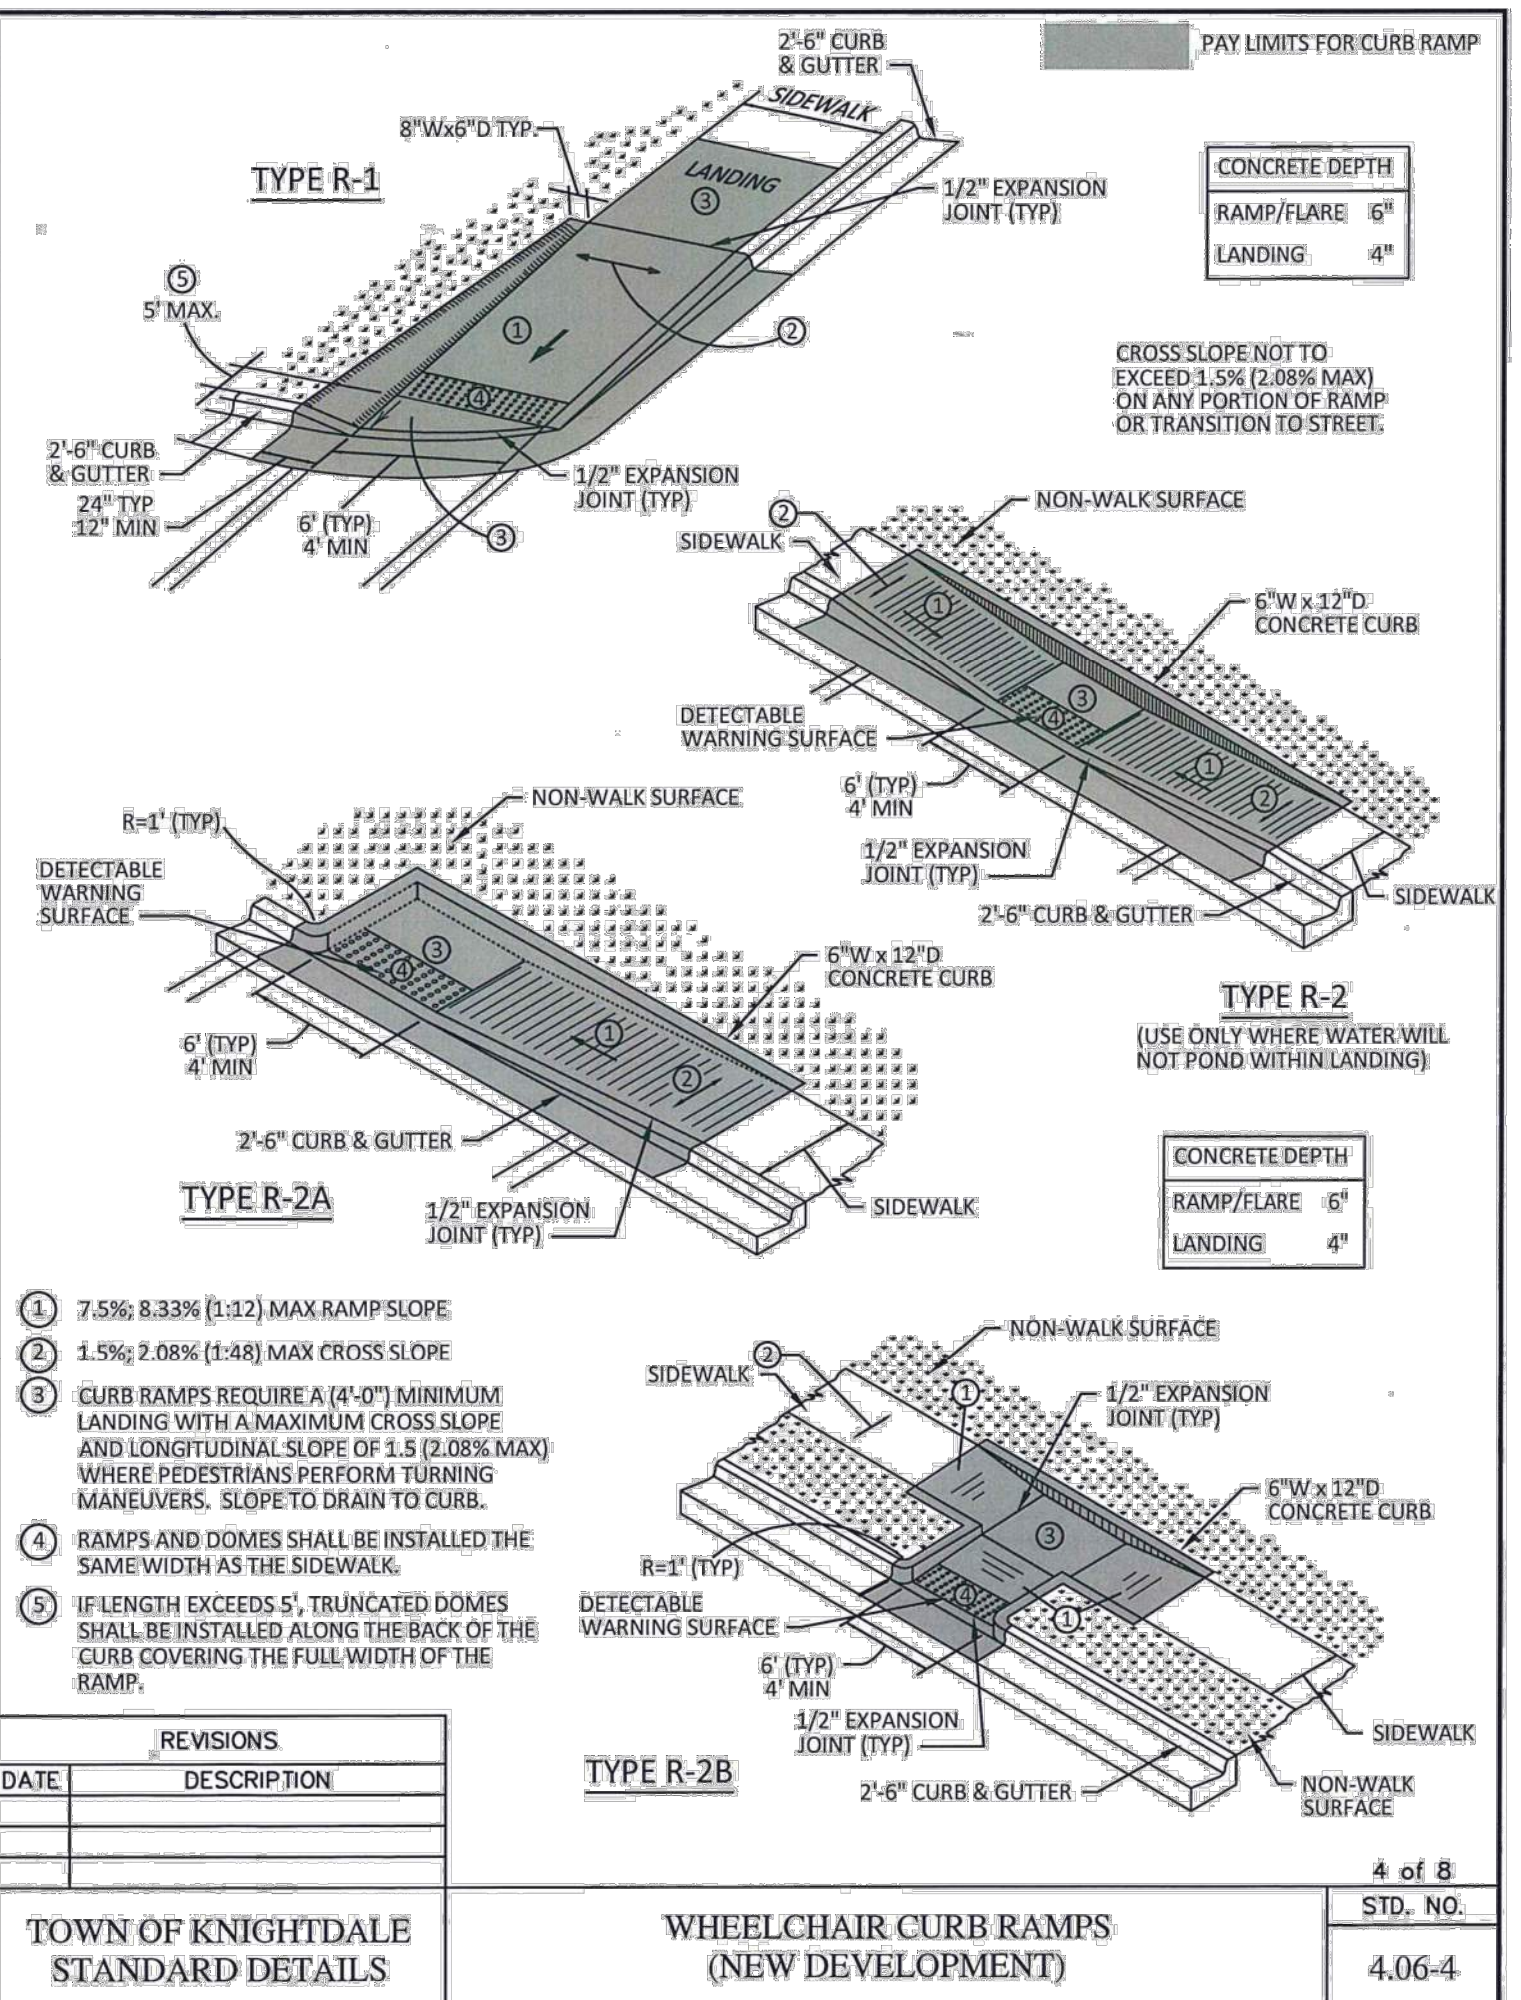 2'-6" CURB
& GUTTER
PAY LIMITS FOR CURB RAMP
SIDEWALK
8"Wx6"D TYP.
TYPE R-1
LANDING
3
1/2" EXPANSION
JOINT (TYP)
CONCRETE DEPTH
RAMP/FLARE 6"
LANDING 4"
5
5' MAX.
1
2
4
CROSS SLOPE NOT TO
EXCEED 1.5% (2.08% MAX)
ON ANY PORTION OF RAMP
OR TRANSITION TO STREET.
2'-6" CURB
& GUTTER
24" TYP
12" MIN
6' (TYP)
4' MIN
3
1/2" EXPANSION
JOINT (TYP)
NON-WALK SURFACE
2
SIDEWALK
1
6"W x 12"D
CONCRETE CURB
3
4
DETECTABLE
WARNING SURFACE
1
2
6' (TYP)
4' MIN
1/2" EXPANSION
JOINT (TYP)
2'-6" CURB & GUTTER
SIDEWALK
TYPE R-2
(USE ONLY WHERE WATER WILL
NOT POND WITHIN LANDING)
NON-WALK SURFACE
R=1' (TYP)
DETECTABLE
WARNING
SURFACE
3
4
6"W x 12"D
CONCRETE CURB
1
2
6' (TYP)
4' MIN
2'-6" CURB & GUTTER
TYPE R-2A
1/2" EXPANSION
JOINT (TYP)
SIDEWALK
CONCRETE DEPTH
RAMP/FLARE 6"
LANDING 4"
1 7.5%; 8.33% (1:12) MAX RAMP SLOPE
2 1.5%; 2.08% (1:48) MAX CROSS SLOPE
3 CURB RAMPS REQUIRE A (4'-0") MINIMUM
LANDING WITH A MAXIMUM CROSS SLOPE
AND LONGITUDINAL SLOPE OF 1.5 (2.08% MAX)
WHERE PEDESTRIANS PERFORM TURNING
MANEUVERS. SLOPE TO DRAIN TO CURB.
4 RAMPS AND DOMES SHALL BE INSTALLED THE
SAME WIDTH AS THE SIDEWALK.
5 IF LENGTH EXCEEDS 5', TRUNCATED DOMES
SHALL BE INSTALLED ALONG THE BACK OF THE
CURB COVERING THE FULL WIDTH OF THE
RAMP.
NON-WALK SURFACE
2
SIDEWALK
1
1/2" EXPANSION
JOINT (TYP)
6"W x 12"D
CONCRETE CURB
3
R=1' (TYP)
4
DETECTABLE
WARNING SURFACE
1
6' (TYP)
4' MIN
1/2" EXPANSION
JOINT (TYP)
SIDEWALK
TYPE R-2B
2'-6" CURB & GUTTER
NON-WALK
SURFACE
REVISIONS
DATE DESCRIPTION
4 of 8
TOWN OF KNIGHTDALE
STANDARD DETAILS
WHEELCHAIR CURB RAMPS
(NEW DEVELOPMENT)
STD. NO.
4.06-4